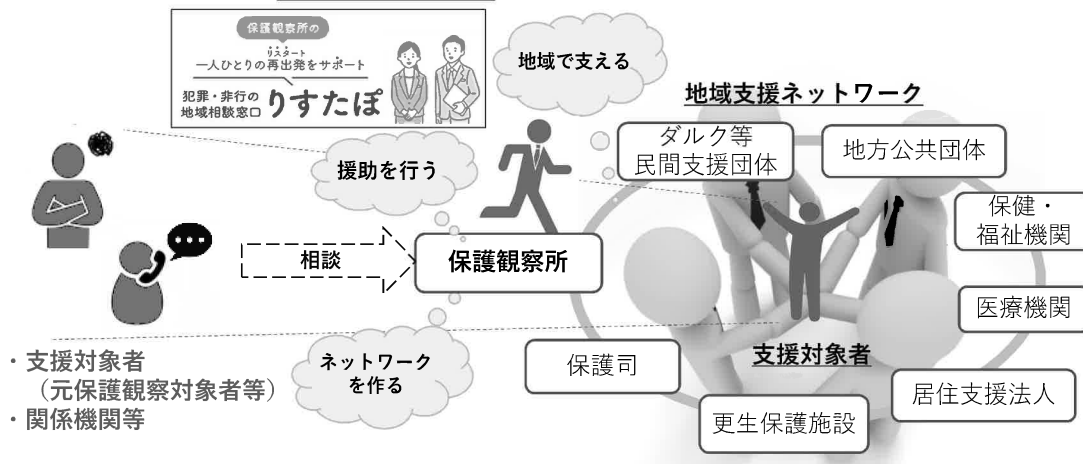 保護観察所の
リスタート
一人ひとりの再出発をサポート
犯罪・非行の
地域相談窓口
りすたぽ
地域で支える
地域支援ネットワーク
ダルク等
民間支援団体
地方公共団体
援助を行う
保健・
福祉機関
相談
保護観察所
医療機関
・支援対象者
（元保護観察対象者等）
・関係機関等
ネットワーク
を作る
保護司
支援対象者
居住支援法人
更生保護施設